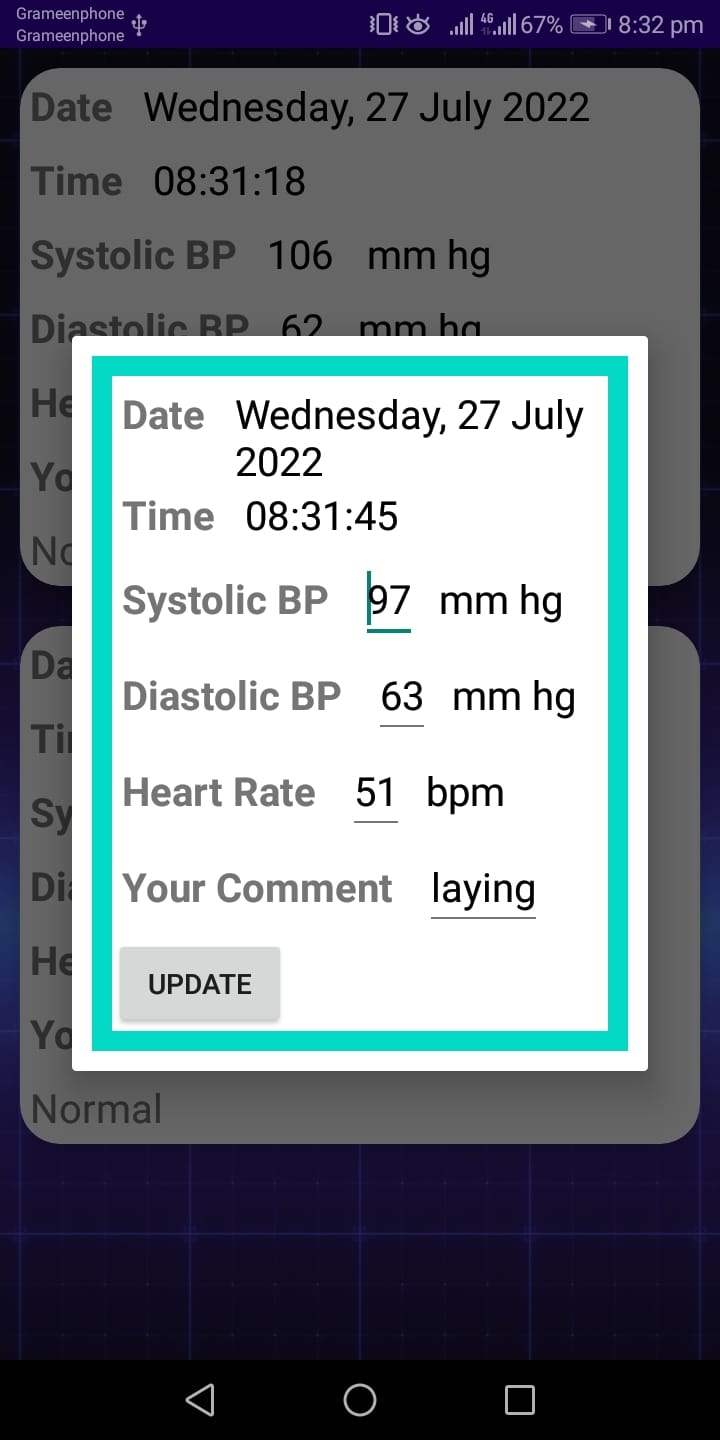 Grameenphone
Grameenphone
4G 67% 8:32 pm
Date Wednesday, 27 July 2022
Time 08:31:18
Systolic BP 106 mm hg
Diastolic BP 62 mm hg
He
Yo
No
Date Wednesday, 27 July
2022
Time 08:31:45
Systolic BP 97 mm hg
Diastolic BP 63 mm hg
Heart Rate 51 bpm
Your Comment laying
UPDATE
Da
Ti
Sy
Di
He
Yo
Normal